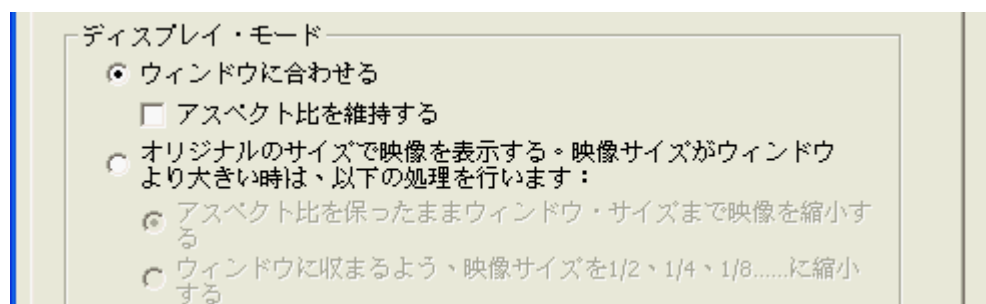 ディスプレイ・モード
ウィンドウに合わせる
アスペクト比を維持する
オリジナルのサイズで映像を表示する。映像サイズがウィンドウ
より大きい時は、以下の処理を行います：
アスペクト比を保ったままウィンドウ・サイズまで映像を縮小す
る
ウィンドウに収まるよう、映像サイズを1/2、1/4、1/8......に縮小
する